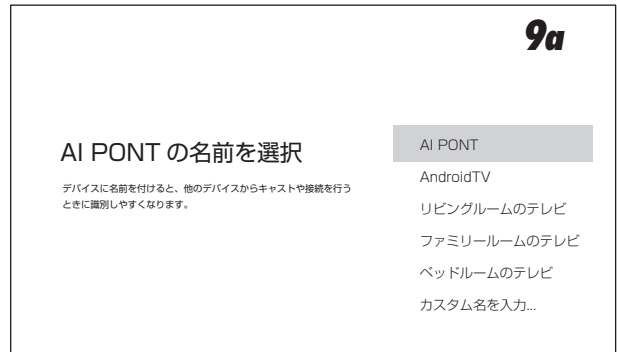 9a
AI PONT の名前を選択
デバイスに名前を付けると、他のデバイスからキャストや接続を行う
ときに識別しやすくなります。
AI PONT
AndroidTV
リビングルームのテレビ
ファミリールームのテレビ
ベッドルームのテレビ
カスタム名を入力...